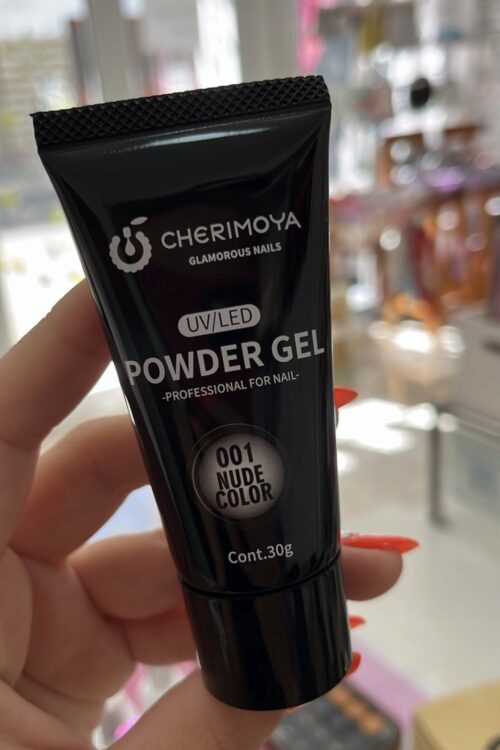 CHERIMOYA
GLAMOROUS NAILS
UV/LED
POWDER GEL
-PROFESSIONAL FOR NAIL-
001
NUDE
COLOR
Cont.30g